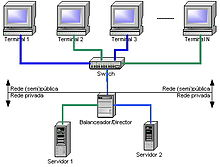 Terminal 1
Terminal 2
Terminal 3
Terminal N
Switch
Rede (semi)pública
Rede (semi)pública
Rede privada
Rede privada
Balanceador/Director
Servidor 1
Servidor 2